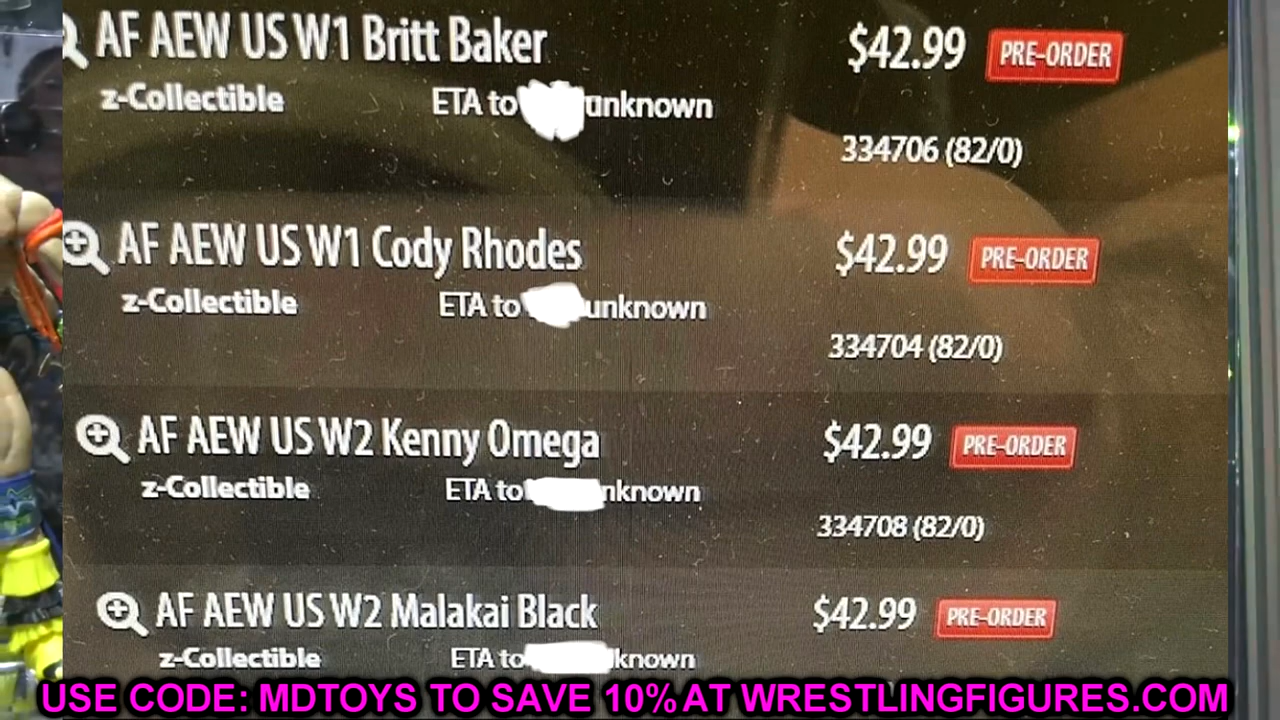 AF AEW US W1 Britt Baker $42.99 PRE-ORDER
z-Collectible ETA to unknown
334706 (82/0)
AF AEW US W1 Cody Rhodes $42.99 PRE-ORDER
z-Collectible ETA to unknown
334704 (82/0)
AF AEW US W2 Kenny Omega $42.99 PRE-ORDER
z-Collectible ETA to nknown
334708 (82/0)
AF AEW US W2 Malakai Black $42.99 PRE-ORDER
z-Collectible ETA to known
USE CODE: MDTOYS TO SAVE 10% AT WRESTLINGFIGURES.COM